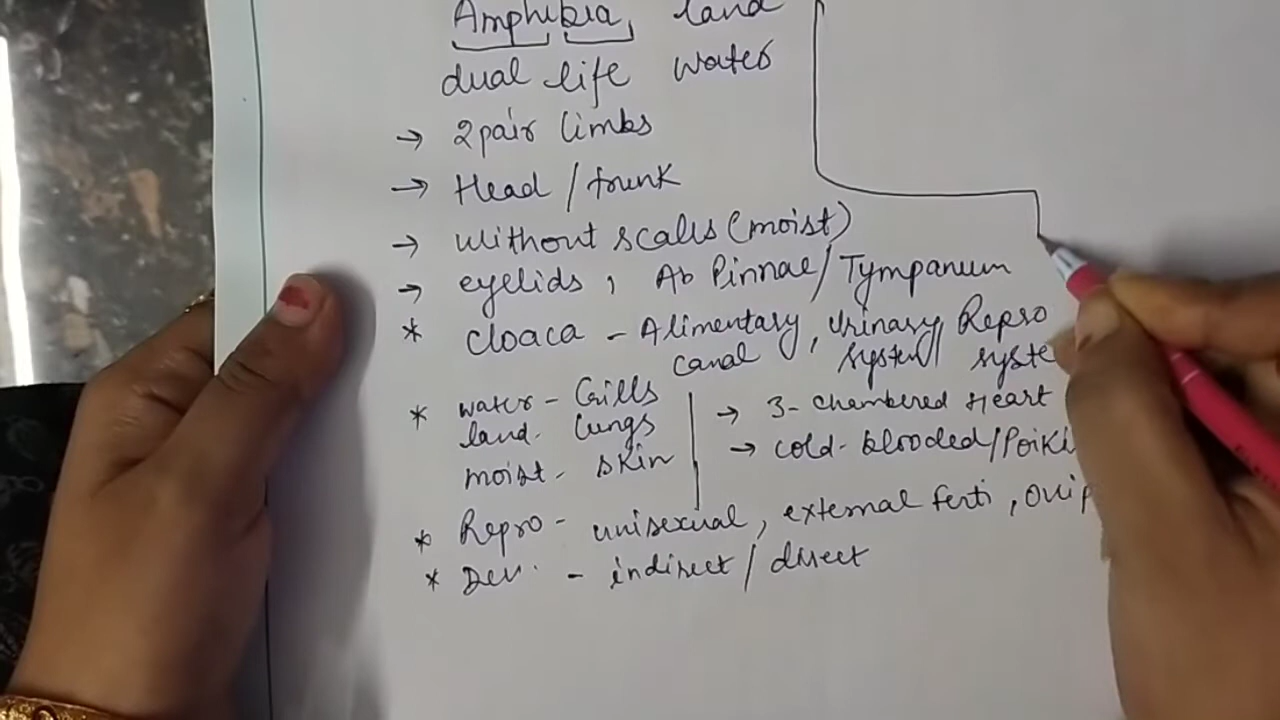 Amphibia, land
dual life water
→ 2pair limbs
→ Head / trunk
→ without scales (moist)
→ eyelids, Ab Pinnae / Tympanum
* cloaca - Alimentary canal, Urinary system, Repro syste
* water - Gills
land. lungs
moist - skin
→ 3-chambered Heart
→ cold-blooded/Poiki
* Repro - unisexual, external ferti, Ovip
* Dev. - indirect / direct